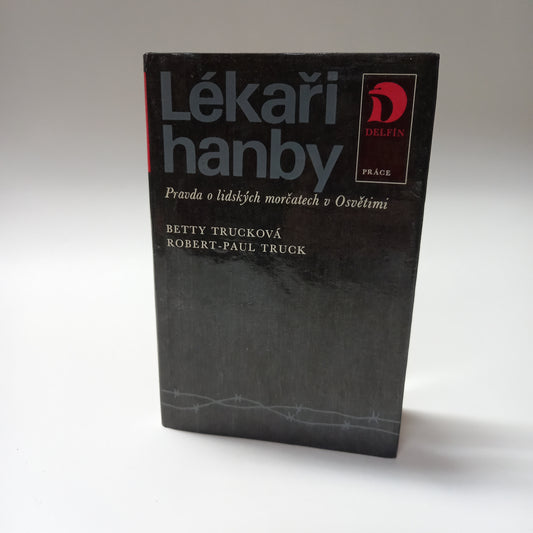 Lékaři
hanby
DELFÍN
PRÁCE
Pravda o lidských morčatech v Osvětimi
BETTY TRUCKOVÁ
ROBERT-PAUL TRUCK